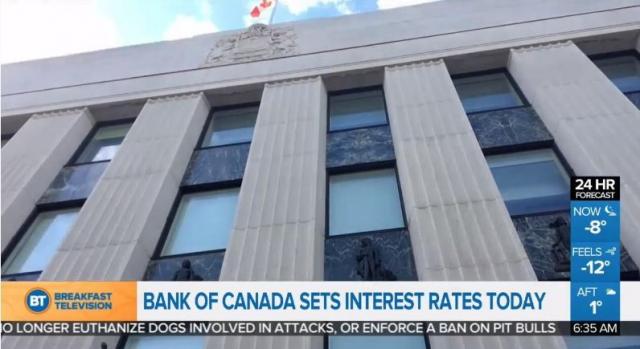 24 HR
FORECAST
NOW
-8°
FEELS
-12°
AFT
1°
BT
BREAKFAST
TELEVISION
BANK OF CANADA SETS INTEREST RATES TODAY
NO LONGER EUTHANIZE DOGS INVOLVED IN ATTACKS, OR ENFORCE A BAN ON PIT BULLS
6:35 AM